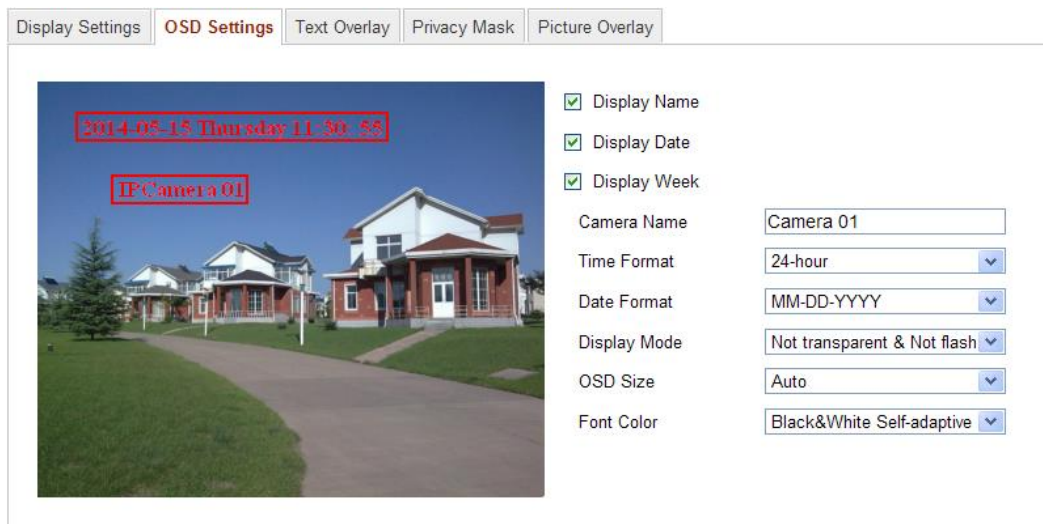 Display Settings
OSD Settings
Text Overlay
Privacy Mask
Picture Overlay
2014-05-15 Thursday 11:30: 55
IPCamera 01
Display Name
Display Date
Display Week
Camera Name Camera 01
Time Format 24-hour
Date Format MM-DD-YYYY
Display Mode Not transparent & Not flash
OSD Size Auto
Font Color Black&White Self-adaptive